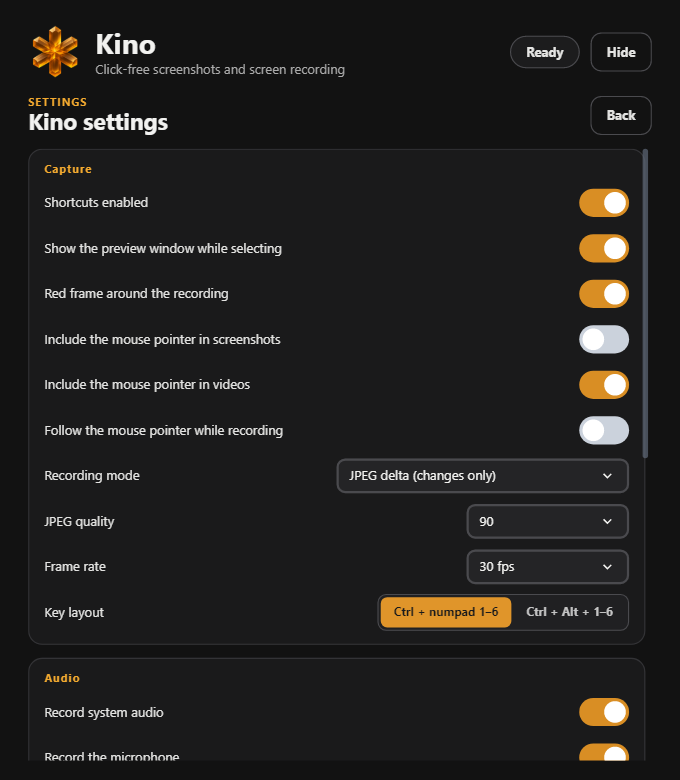 Kino
Click-free screenshots and screen recording
Ready
Hide
SETTINGS
Kino settings
Back
Capture
Shortcuts enabled
Show the preview window while selecting
Red frame around the recording
Include the mouse pointer in screenshots
Include the mouse pointer in videos
Follow the mouse pointer while recording
Recording mode
JPEG delta (changes only)
JPEG quality
90
Frame rate
30 fps
Key layout
Ctrl + numpad 1–6
Ctrl + Alt + 1–6
Audio
Record system audio
Record the microphone